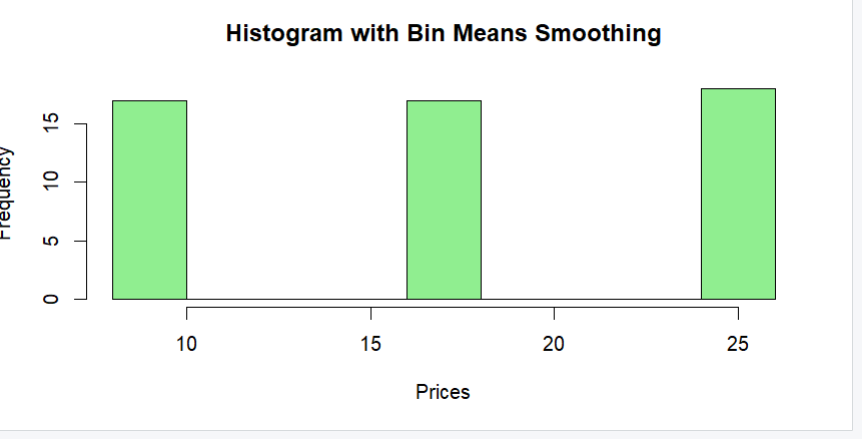 Histogram with Bin Means Smoothing
Frequency
15
10
5
0
10 15 20 25
Prices